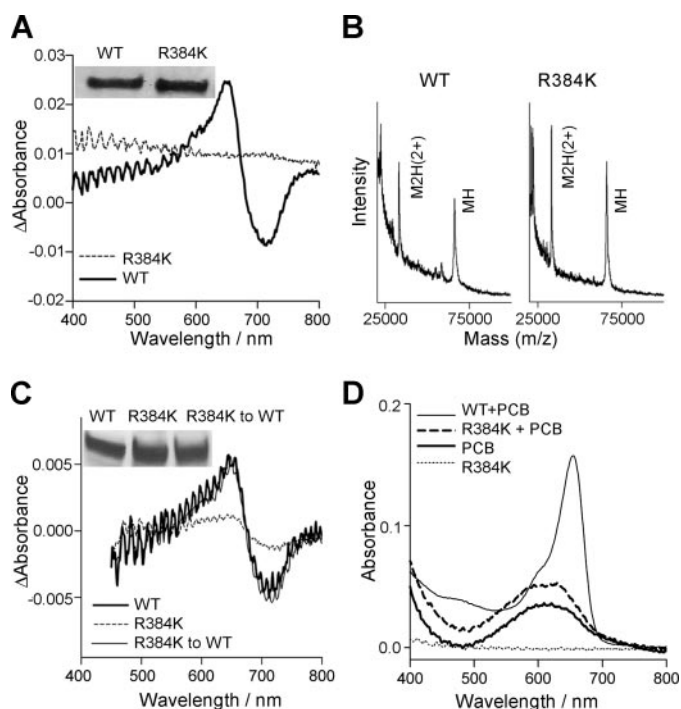 A
WT R384K
0.03
0.02
0.01
0.00
-0.01
-0.02
ΔAbsorbance
R384K
WT
400 500 600 700 800
Wavelength / nm
B
WT R384K
Intensity
M2H(2+)
MH
M2H(2+)
MH
25000 75000 25000 75000
Mass (m/z)
C
WT R384K R384K to WT
0.005
0.000
-0.005
ΔAbsorbance
WT
R384K
R384K to WT
400 500 600 700 800
Wavelength / nm
D
WT+PCB
R384K + PCB
PCB
R384K
0.2
0.1
0.0
Absorbance
400 500 600 700 800
Wavelength / nm